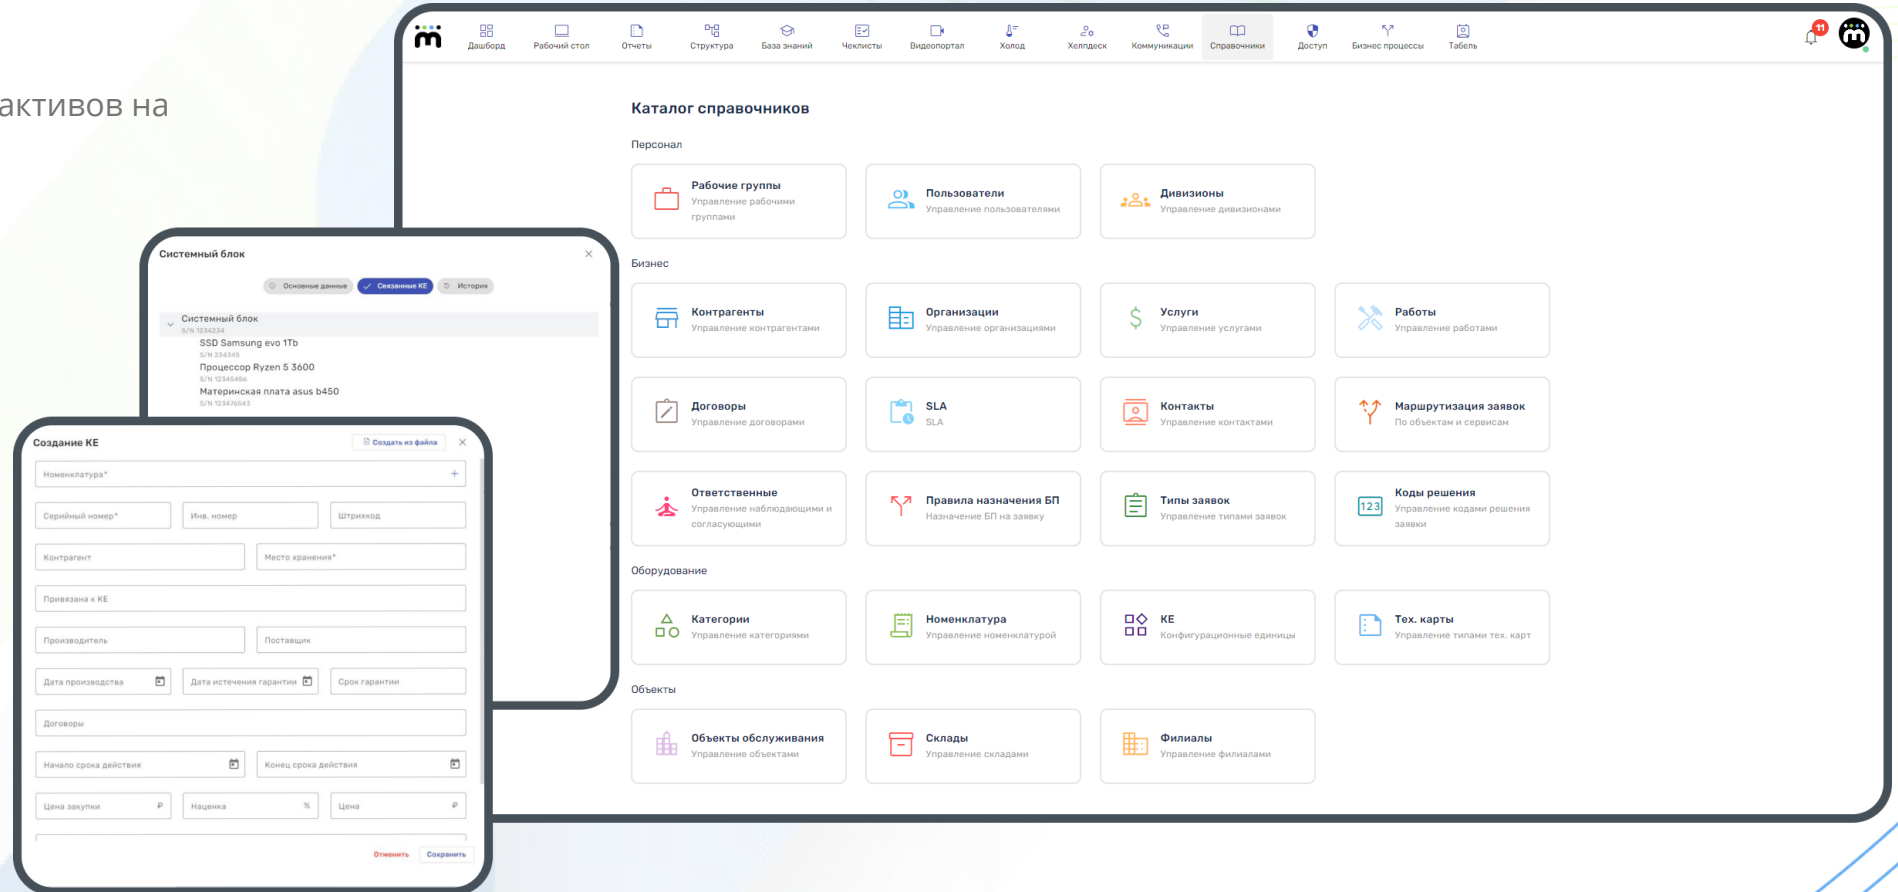 активов на
m
Дашборд
Рабочий стол
Отчеты
Структура
База знаний
Чеклисты
Видеопортал
Холод
Хелпдеск
Коммуникации
Справочники
Доступ
Бизнес процессы
Табель
11
m
Каталог справочников
Персонал
Рабочие группы
Управление рабочими
группами
Пользователи
Управление пользователями
Дивизионы
Управление дивизионами
Бизнес
Контрагенты
Управление контрагентами
Организации
Управление организациями
Услуги
Управление услугами
Работы
Управление работами
Договоры
Управление договорами
SLA
SLA
Контакты
Управление контактами
Маршрутизация заявок
По объектам и сервисам
Ответственные
Управление наблюдающими и
согласующими
Правила назначения БП
Назначение БП на заявку
Типы заявок
Управление типами заявок
123
Коды решения
Управление кодами решения
заявки
Оборудование
Категории
Управление категориями
Номенклатура
Управление номенклатурой
КЕ
Конфигурационные единицы
Тех. карты
Управление типами тех. карт
Объекты
Объекты обслуживания
Управление объектами
Склады
Управление складами
Филиалы
Управление филиалами
Системный блок
Основные данные
Связанные КЕ
История
Системный блок
S/N 1234234
SSD Samsung evo 1Tb
S/N 234345
Процессор Ryzen 5 3600
S/N 12345456
Материнская плата asus b450
S/N 123476543
Создание КЕ
Создать из файла
Номенклатура*
Серийный номер*
Инв. номер
Штрихкод
Контрагент
Место хранения*
Привязана к КЕ
Производитель
Поставщик
Дата производства
Дата истечения гарантии
Срок гарантии
Договоры
Начало срока действия
Конец срока действия
Цена закупки ₽
Наценка %
Цена ₽
Отменить
Сохранить